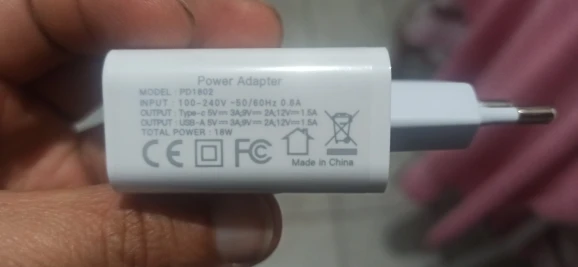 Power Adapter
MODEL : PD1802
INPUT : 100-240V ~50/60Hz 0.6A
OUTPUT : Type-c 5V⎓3A;9V⎓ 2A;12V⎓1.5A
OUTPUT : USB-A 5V⎓3A;9V⎓2A,12V⎓1.5A
TOTAL POWER : 18W
CE FC
Made in China